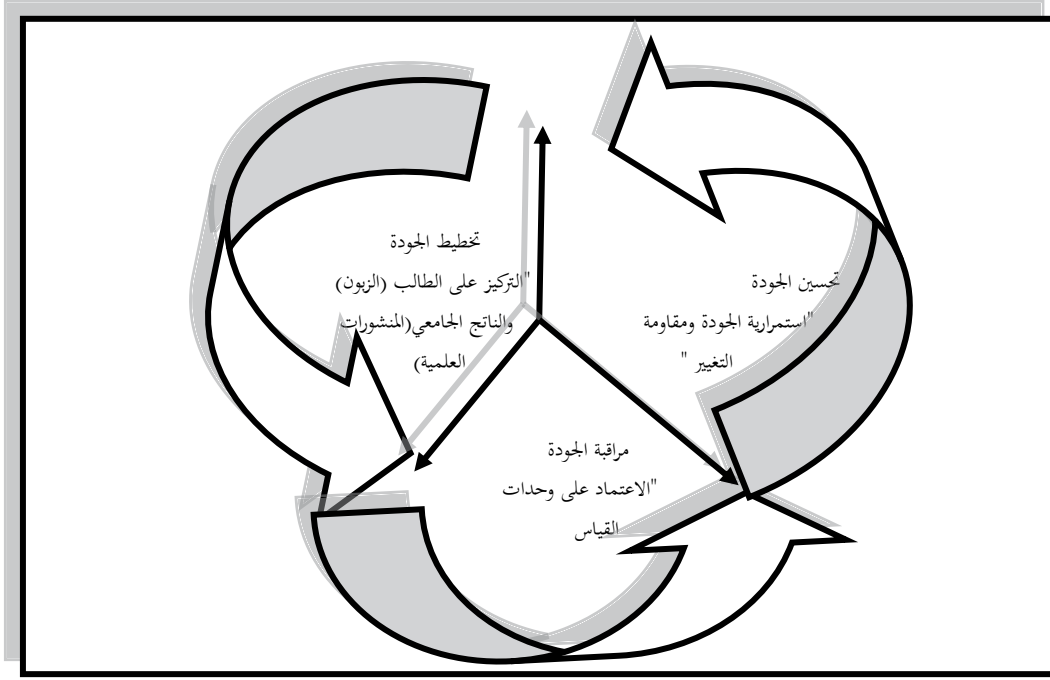 تخطيط الجودة
"التركيز على الطالب (الزبون)
والناتج الجامعي(المنشورات
العلمية)
تحسين الجودة
"استمرارية الجودة ومقاومة
التغيير "
مراقبة الجودة
"الاعتماد على وحدات
القياس